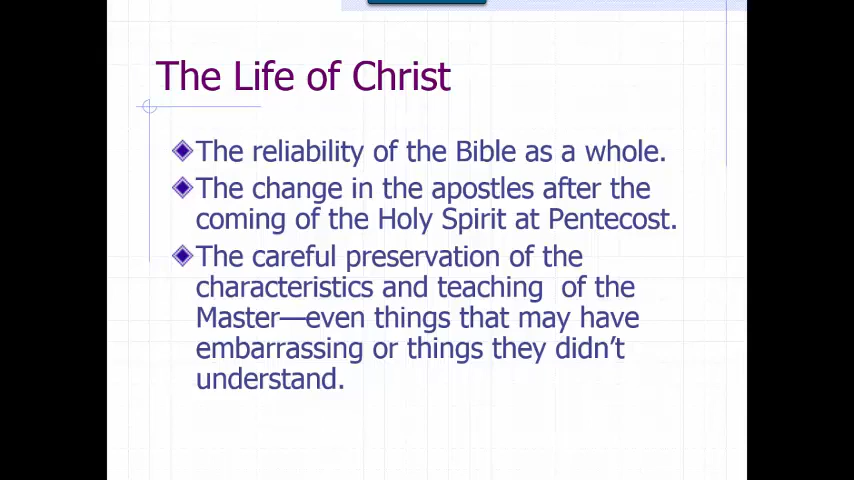 The Life of Christ
The reliability of the Bible as a whole.
The change in the apostles after the
coming of the Holy Spirit at Pentecost.
The careful preservation of the
characteristics and teaching  of the
Master—even things that may have
embarrassing or things they didn’t
understand.